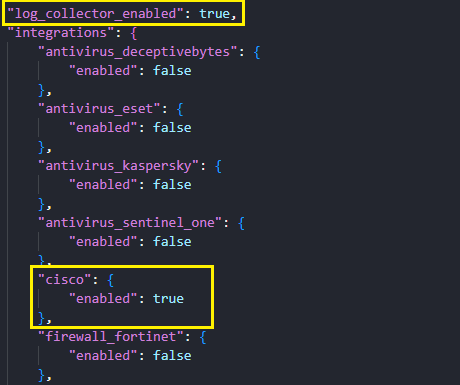 "log_collector_enabled": true,
"integrations": {
"antivirus_deceptivebytes": {
"enabled": false
},
"antivirus_eset": {
"enabled": false
},
"antivirus_kaspersky": {
"enabled": false
},
"antivirus_sentinel_one": {
"enabled": false
},
"cisco": {
"enabled": true
},
"firewall_fortinet": {
"enabled": false
},